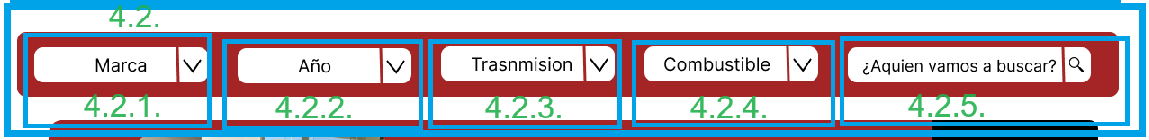 4.2.
Marca
Año
Trasnmision
Combustible
¿Aquien vamos a buscar?
4.2.1.
4.2.2.
4.2.3.
4.2.4.
4.2.5.